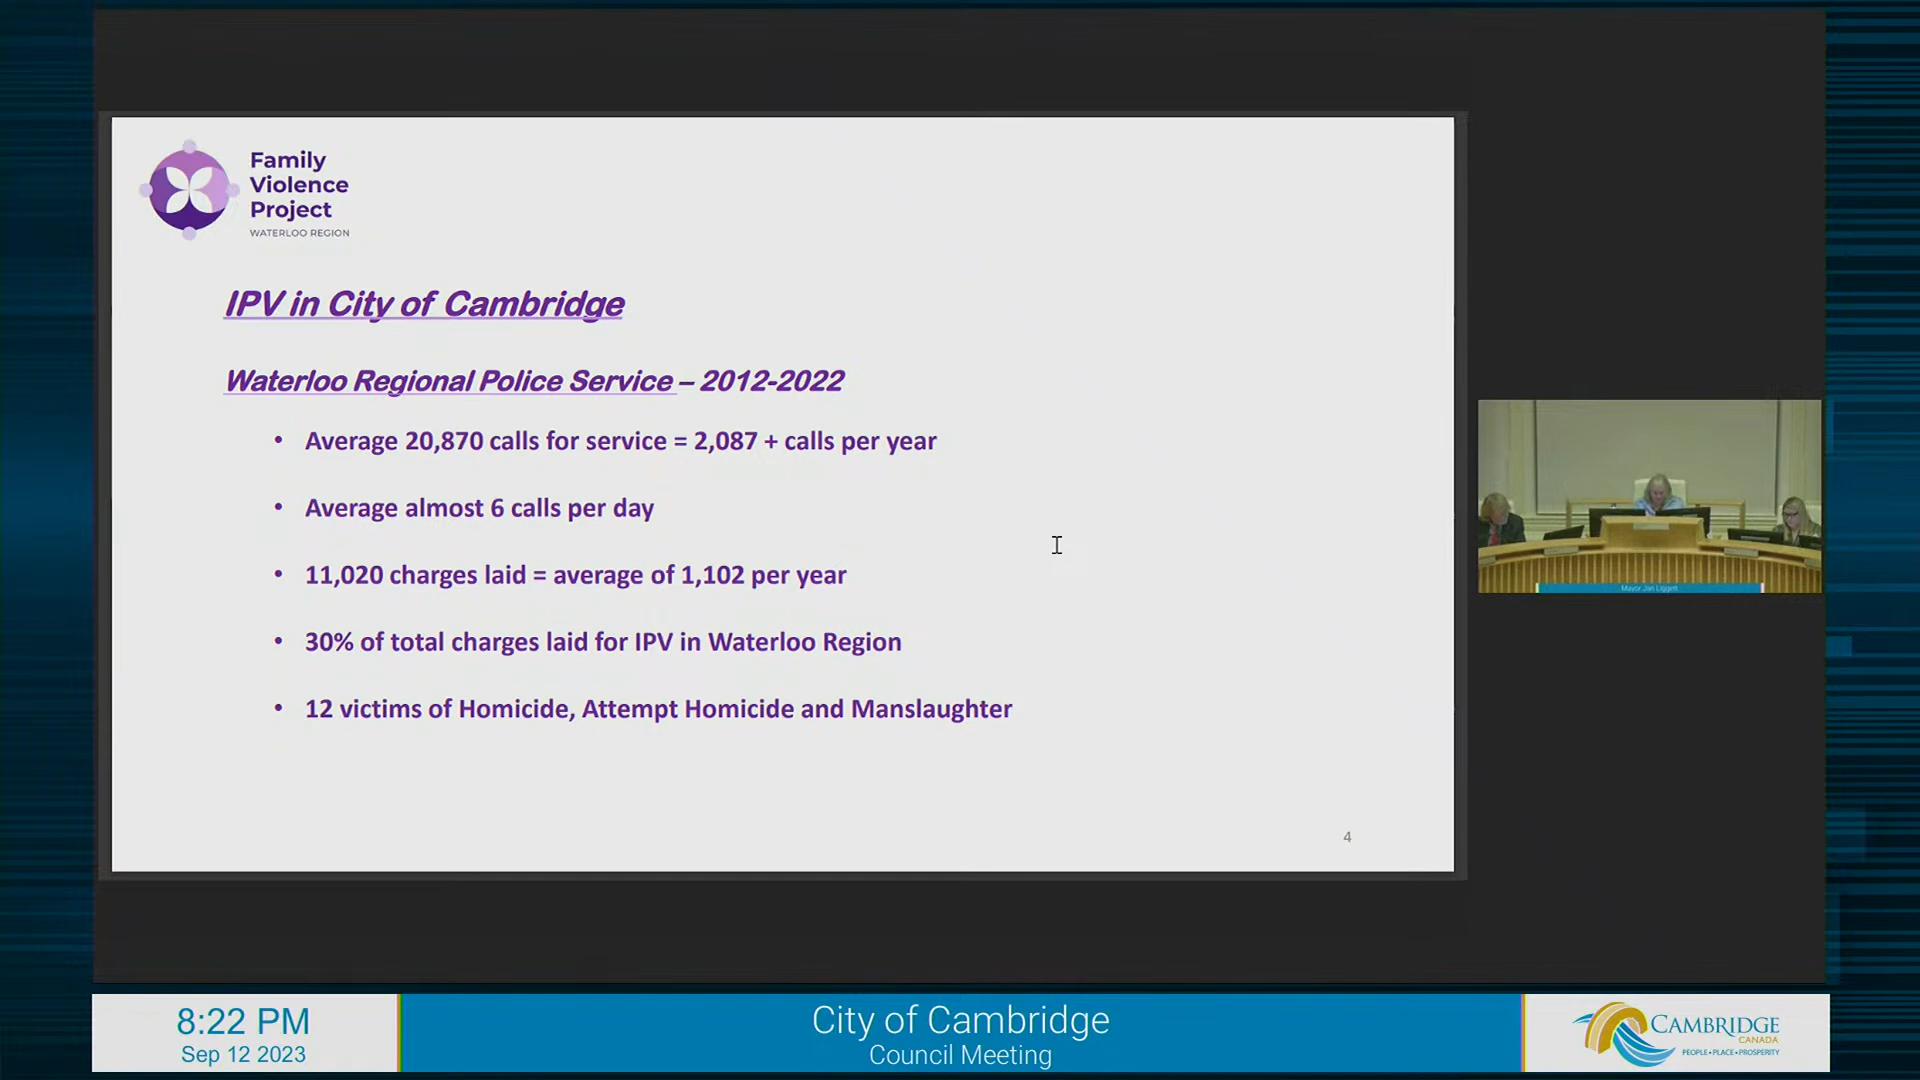 Family
Violence
Project
WATERLOO REGION
IPV in City of Cambridge
Waterloo Regional Police Service – 2012-2022
• Average 20,870 calls for service = 2,087 + calls per year
• Average almost 6 calls per day
• 11,020 charges laid = average of 1,102 per year
• 30% of total charges laid for IPV in Waterloo Region
• 12 victims of Homicide, Attempt Homicide and Manslaughter
4
Mayor Jan Liggett
8:22 PM
Sep 12 2023
City of Cambridge
Council Meeting
CAMBRIDGE
CANADA
PEOPLE • PLACE • PROSPERITY